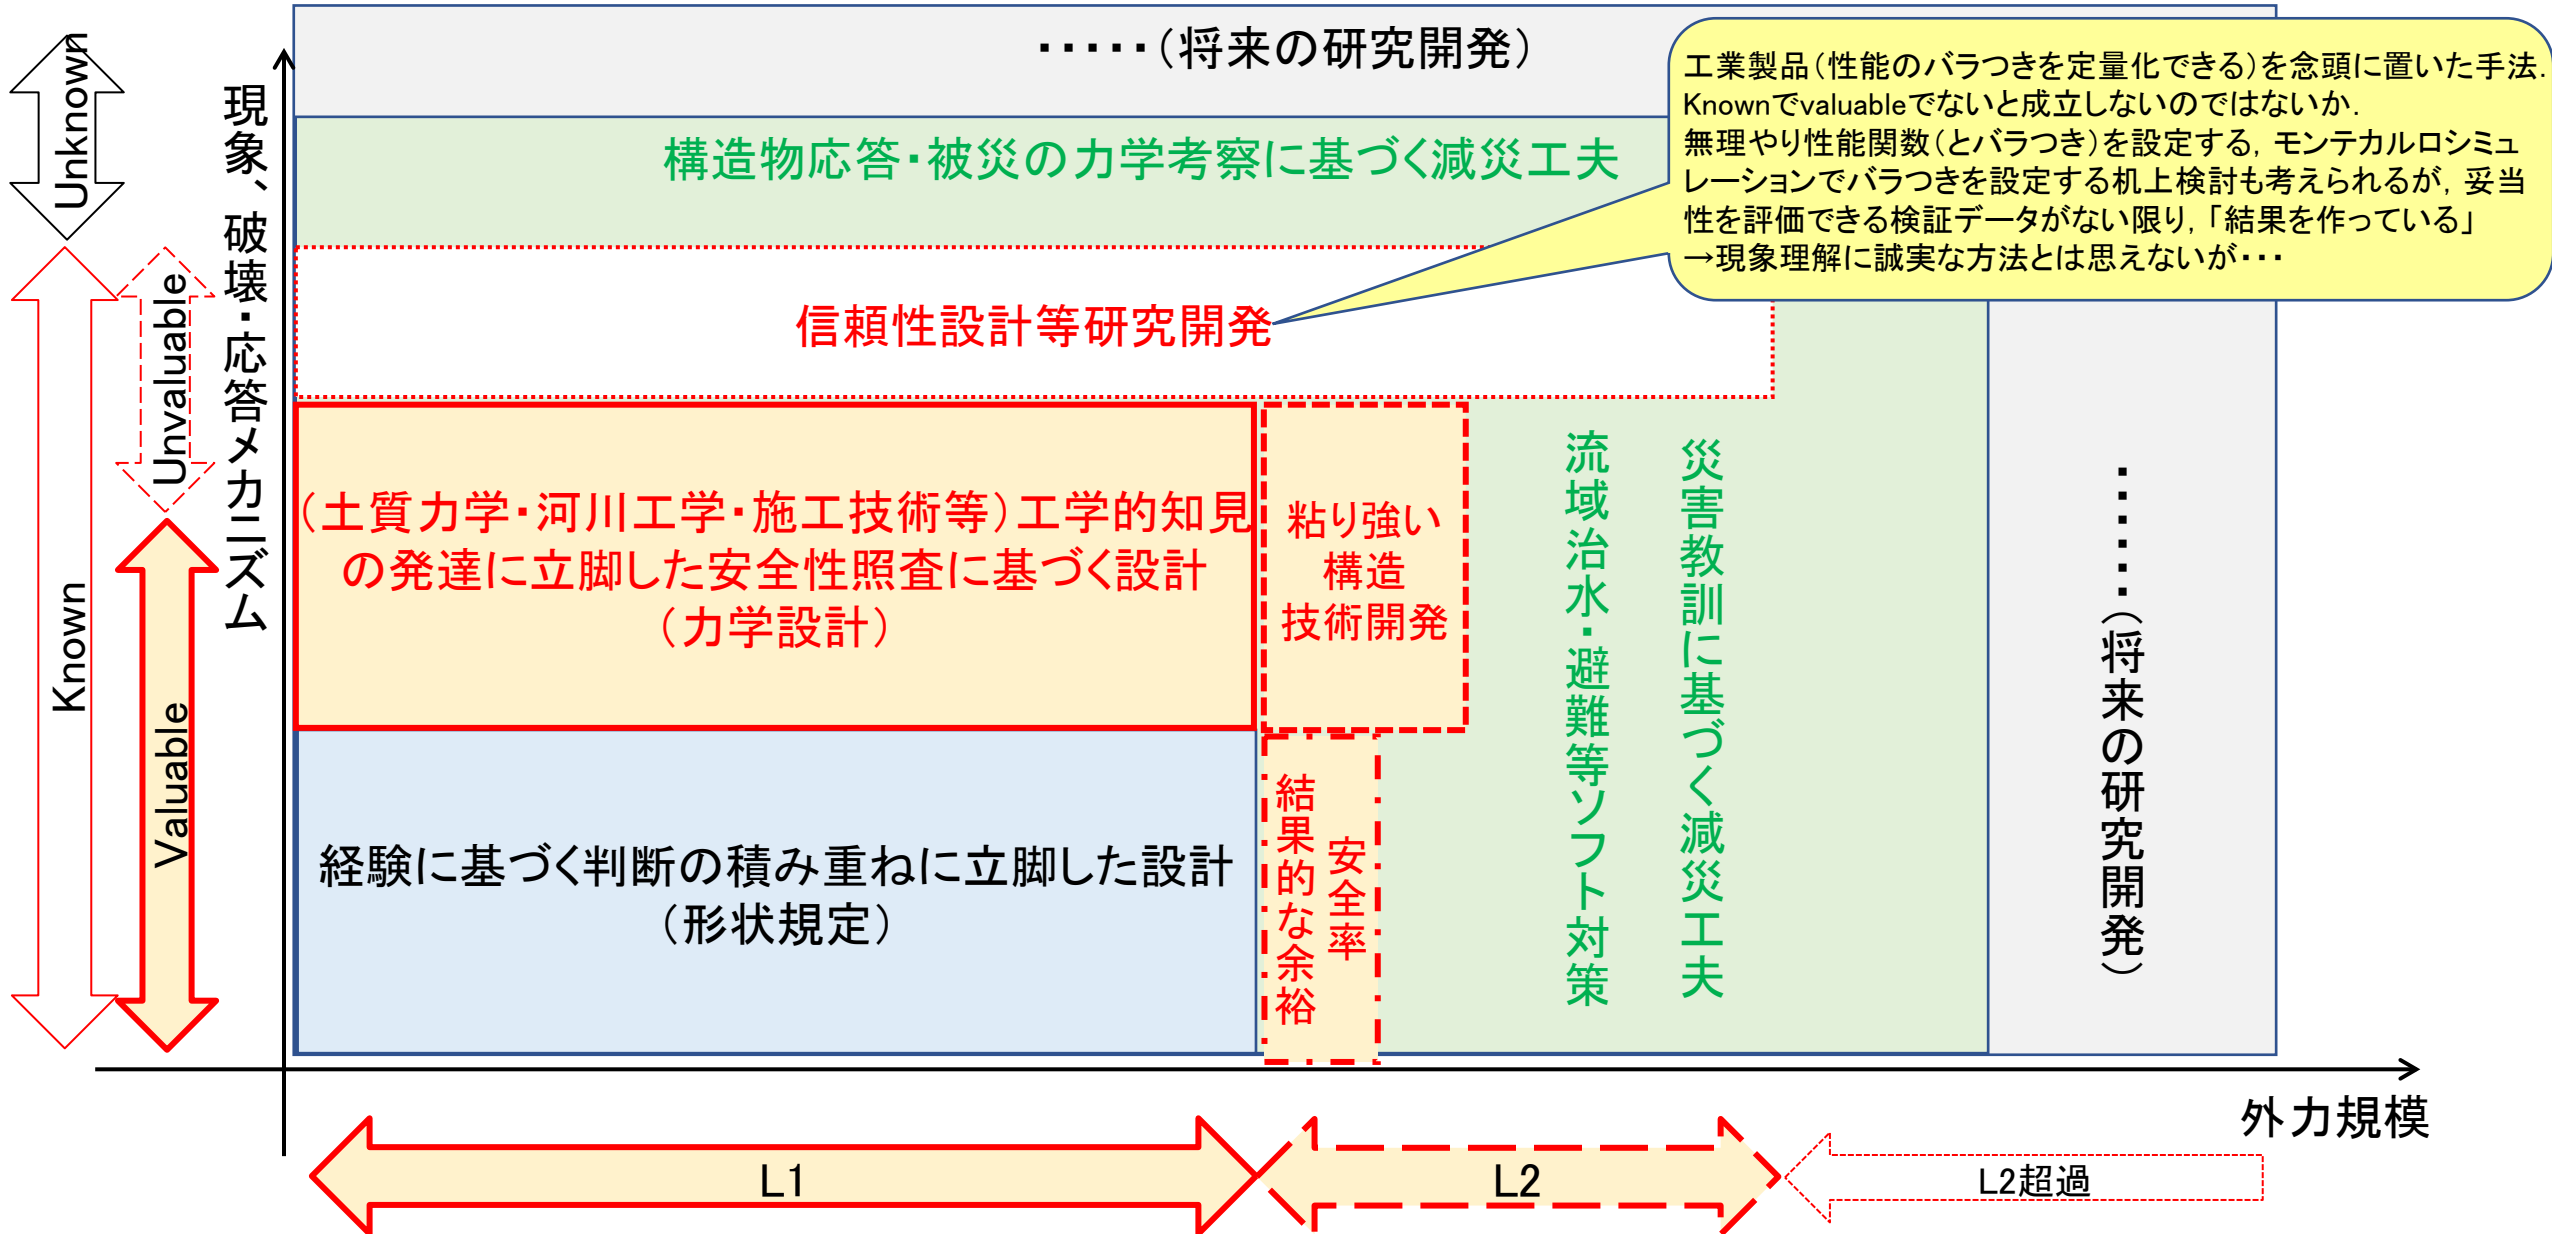 ・・・・・（将来の研究開発）
工業製品（性能のバラつきを定量化できる）を念頭に置いた手法．
Knownでvaluableでないと成立しないのではないか．
無理やり性能関数（とバラつき）を設定する，モンテカルロシミュ
レーションでバラつきを設定する机上検討も考えられるが，妥当
性を評価できる検証データがない限り，「結果を作っている」
→現象理解に誠実な方法とは思えないが・・・
Unknown
現象、破壊・応答メカニズム
構造物応答・被災の力学考察に基づく減災工夫
Unvaluable
信頼性設計等研究開発
Known
Valuable
（土質力学・河川工学・施工技術等）工学的知見
の発達に立脚した安全性照査に基づく設計
（力学設計）
粘り強い
構造
技術開発
災害教訓に基づく減災工夫
流域治水・避難等ソフト対策
・・・・・・（将来の研究開発）
経験に基づく判断の積み重ねに立脚した設計
（形状規定）
安全率
結果的な余裕
外力規模
L1
L2
L2超過